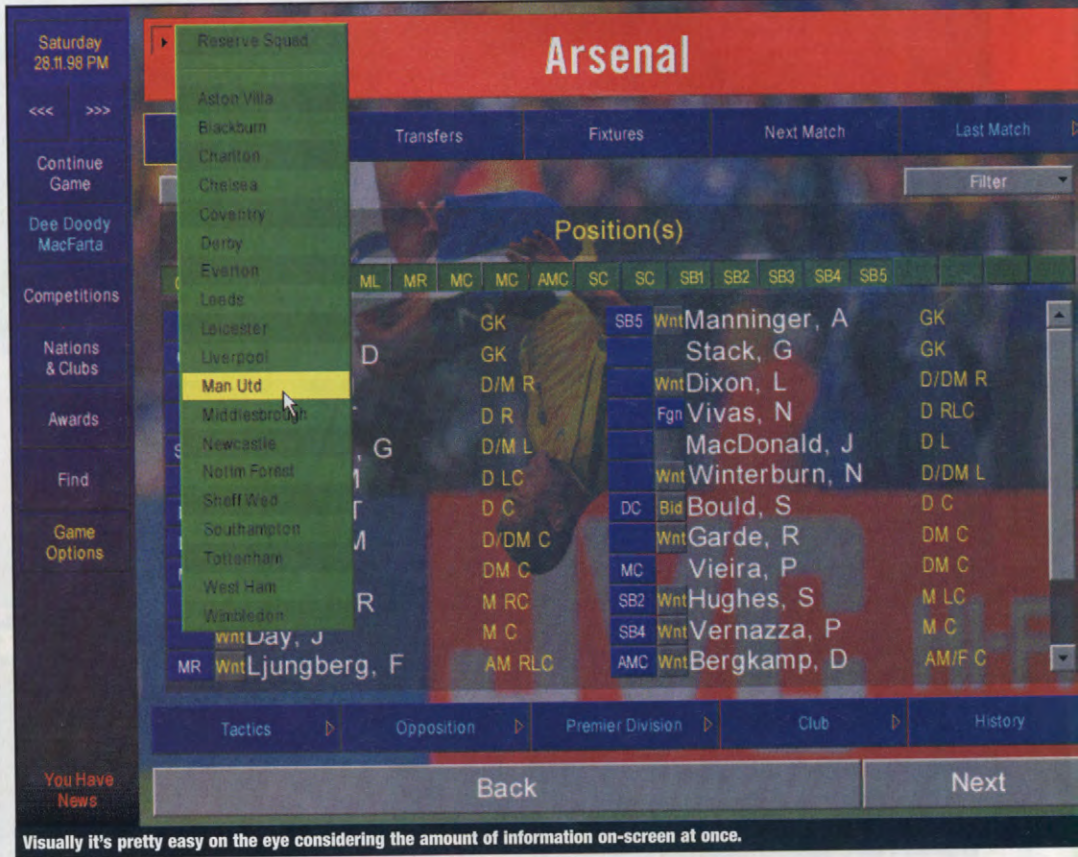 Saturday
28.11.98 PM
<<< >>>
Continue
Game
Dee Doody
MacFarta
Competitions
Nations
& Clubs
Awards
Find
Game
Options
You Have
News
Arsenal
Reserve Squad
Aston Villa
Blackburn
Charlton
Chelsea
Coventry
Derby
Everton
Leeds
Leicester
Liverpool
Man Utd
Middlesbrough
Newcastle
Nottm Forest
Sheff Wed
Southampton
Tottenham
West Ham
Wimbledon
Transfers Fixtures Next Match Last Match
Filter
Position(s)
ML MR MC MC AMC SC SC SB1 SB2 SB3 SB4 SB5
GK SB5 Wnt Manninger, A GK
D GK Stack, G GK
D/M R Wnt Dixon, L D/DM R
D R Fgn Vivas, N D RLC
, G D/M L MacDonald, J D L
D LC Wnt Winterburn, N D/DM L
D C DC Bid Bould, S D C
D/DM C Wnt Garde, R DM C
DM C MC Vieira, P DM C
R M RC SB2 Wnt Hughes, S M LC
Wnt Day, J M C SB4 Wnt Vernazza, P M C
MR Wnt Ljungberg, F AM RLC AMC Wnt Bergkamp, D AM/F C
Tactics Opposition Premier Division Club History
Back Next
Visually it's pretty easy on the eye considering the amount of information on-screen at once.